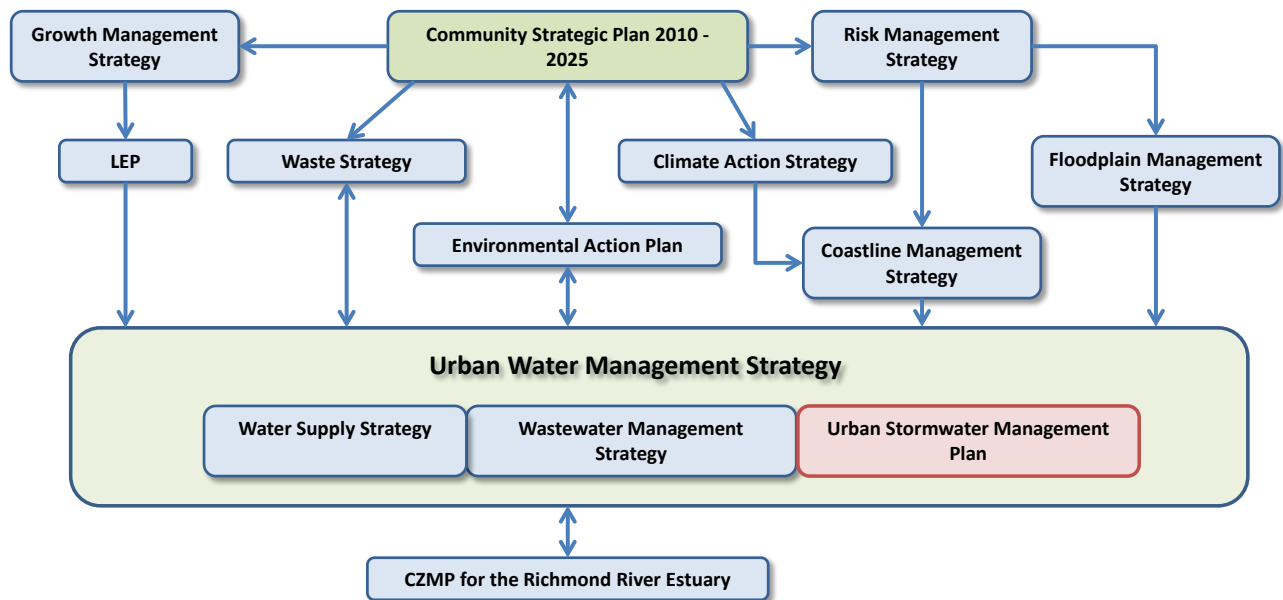 Growth Management
Strategy
Community Strategic Plan 2010 -
2025
Risk Management
Strategy
LEP
Waste Strategy
Climate Action Strategy
Floodplain Management
Strategy
Environmental Action Plan
Coastline Management
Strategy
Urban Water Management Strategy
Water Supply Strategy
Wastewater Management
Strategy
Urban Stormwater Management
Plan
CZMP for the Richmond River Estuary